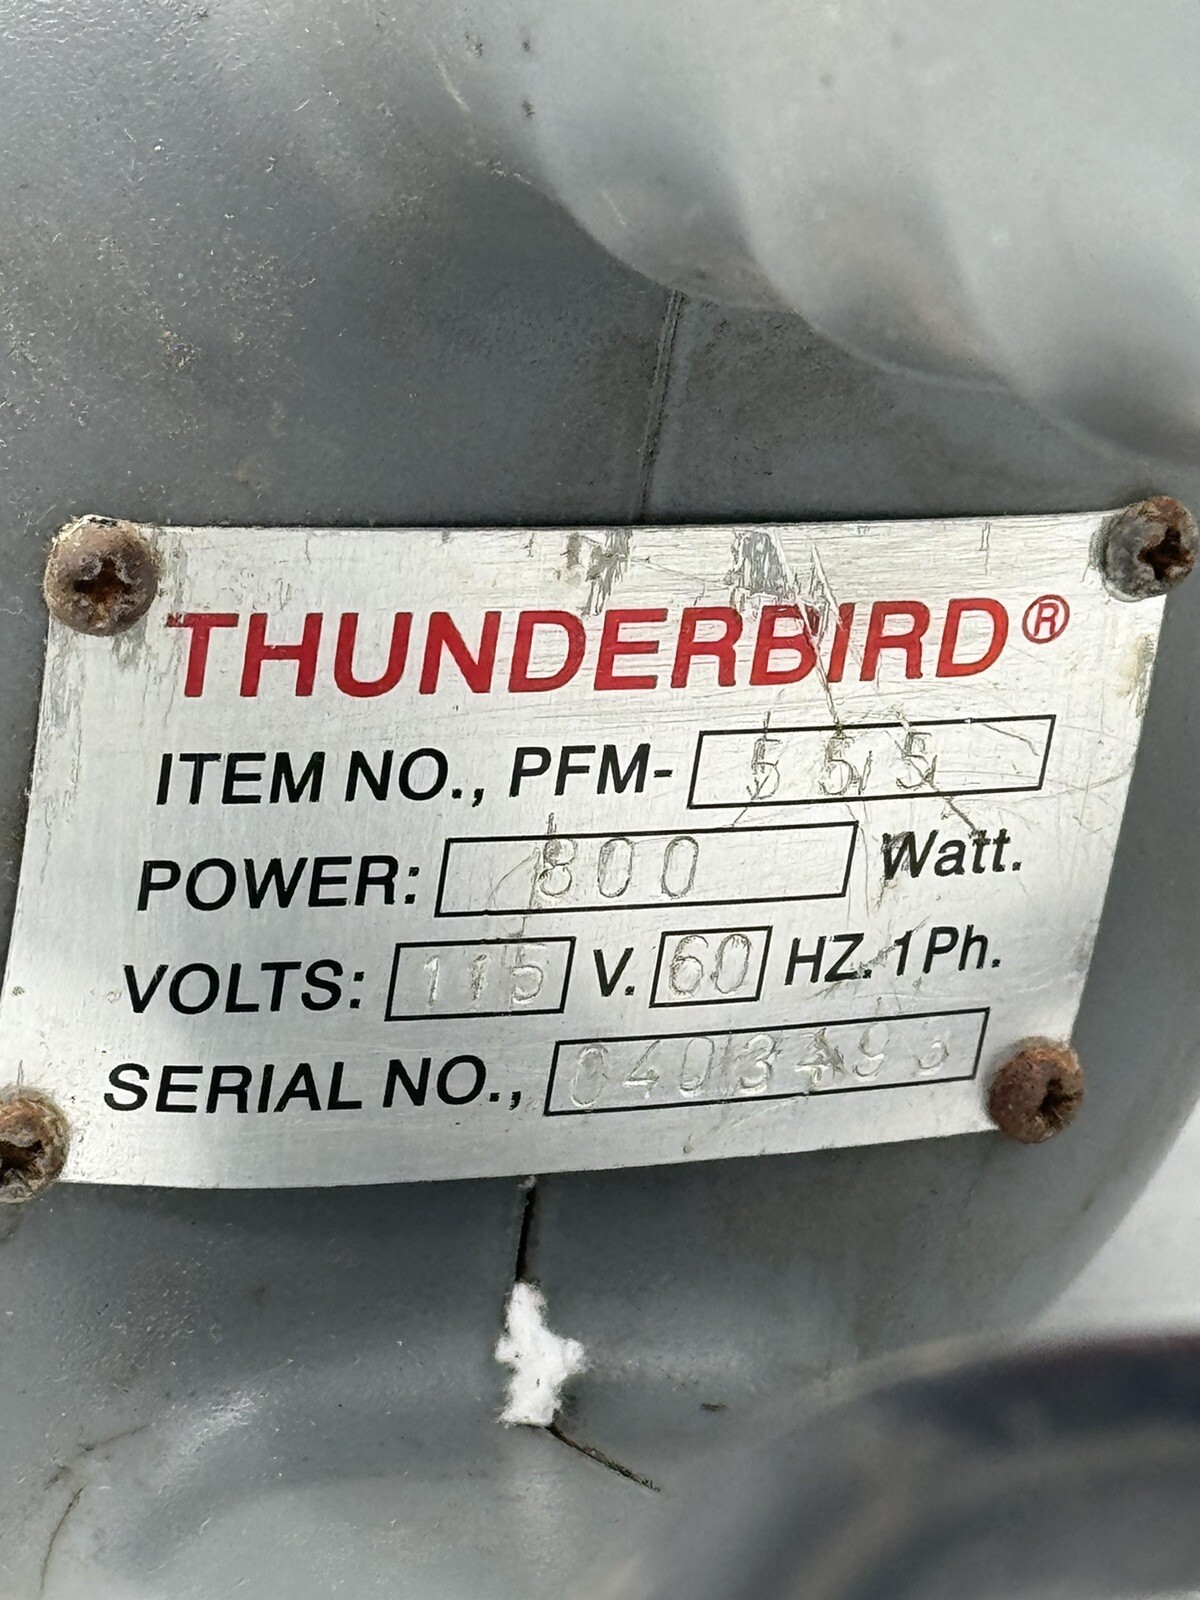 THUNDERBIRD®
ITEM NO., PFM- 555
POWER: 800 Watt.
VOLTS: 115 V. 60 HZ. 1Ph.
SERIAL NO.,